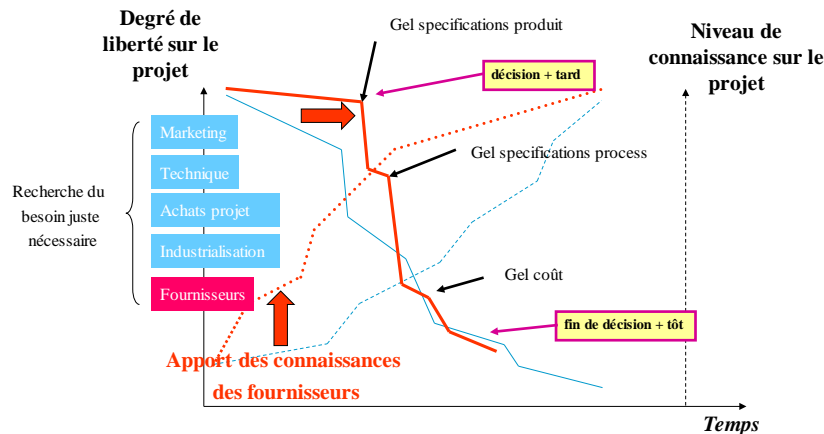 Degré de
liberté sur le
projet
Gel specifications produit
Niveau de
connaissance sur le
projet
décision + tard
Marketing
Technique
Achats projet
Industrialisation
Fournisseurs
Recherche du
besoin juste
nécessaire
Gel specifications process
Gel coût
fin de décision + tôt
Apport des connaissances
des fournisseurs
Temps